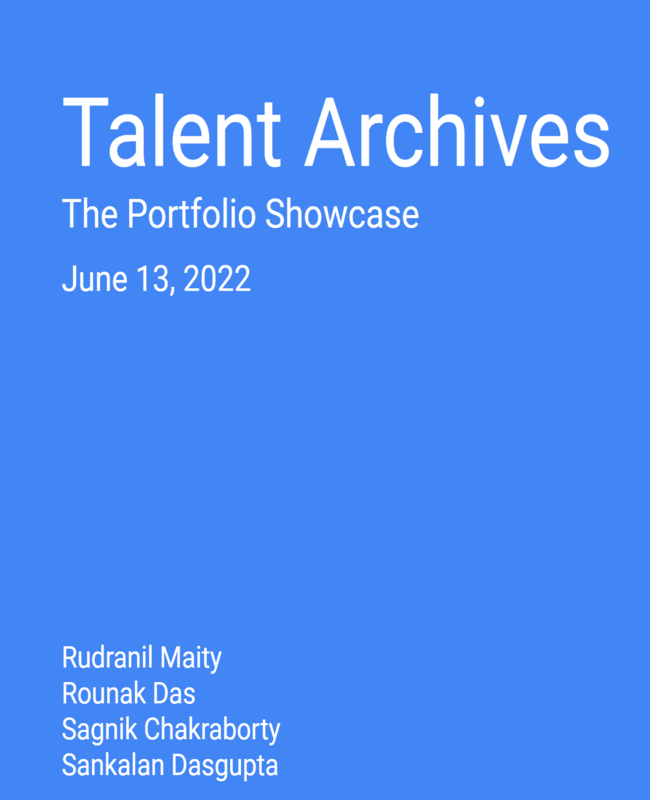 Talent Archives
The Portfolio Showcase
June 13, 2022
Rudranil Maity
Rounak Das
Sagnik Chakraborty
Sankalan Dasgupta